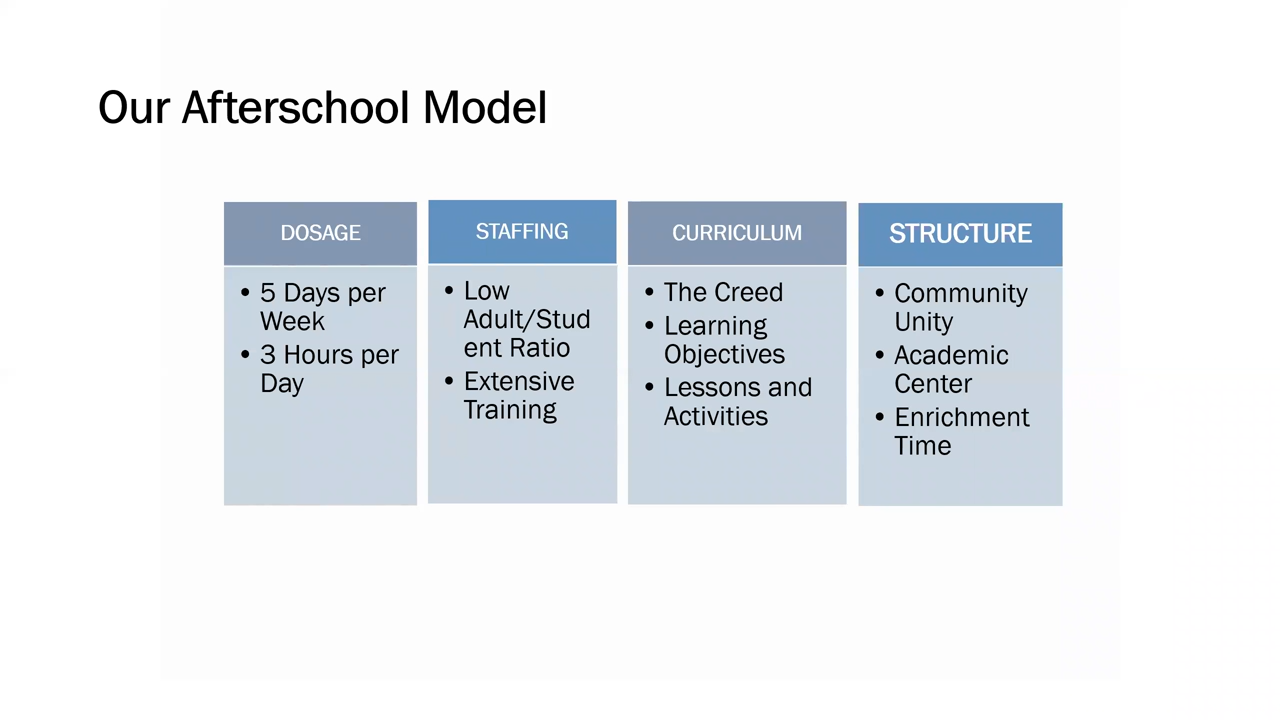 Our Afterschool Model
DOSAGE
• 5 Days per
Week
• 3 Hours per
Day
STAFFING
• Low
Adult/Stud
ent Ratio
• Extensive
Training
CURRICULUM
• The Creed
• Learning
Objectives
• Lessons and
Activities
STRUCTURE
• Community
Unity
• Academic
Center
• Enrichment
Time